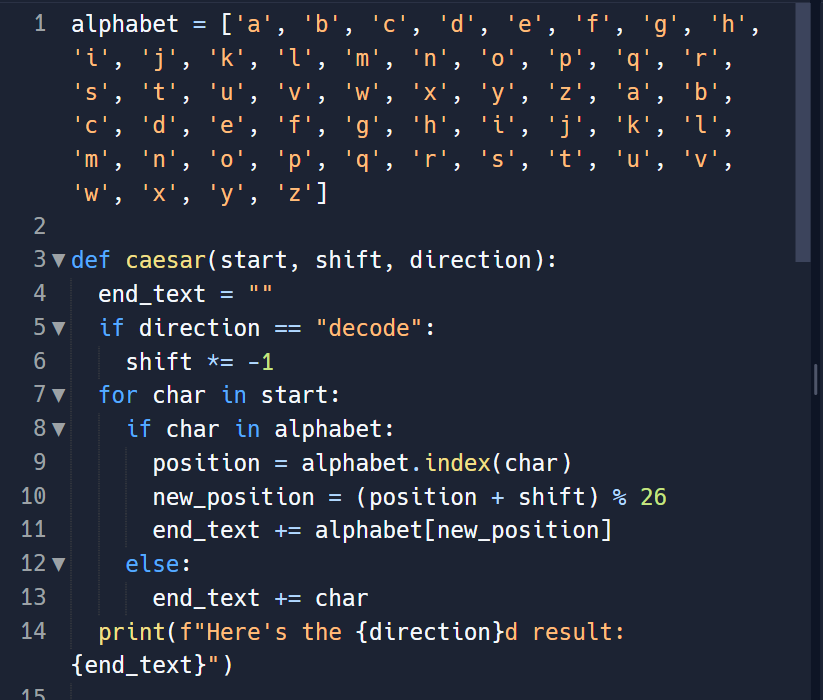 1 alphabet = ['a', 'b', 'c', 'd', 'e', 'f', 'g', 'h',
'i', 'j', 'k', 'l', 'm', 'n', 'o', 'p', 'q', 'r',
's', 't', 'u', 'v', 'w', 'x', 'y', 'z', 'a', 'b',
'c', 'd', 'e', 'f', 'g', 'h', 'i', 'j', 'k', 'l',
'm', 'n', 'o', 'p', 'q', 'r', 's', 't', 'u', 'v',
'w', 'x', 'y', 'z']
2
3 def caesar(start, shift, direction):
4   end_text = ""
5   if direction == "decode":
6     shift *= -1
7   for char in start:
8     if char in alphabet:
9       position = alphabet.index(char)
10       new_position = (position + shift) % 26
11       end_text += alphabet[new_position]
12     else:
13       end_text += char
14   print(f"Here's the {direction}d result:
{end_text}")
15